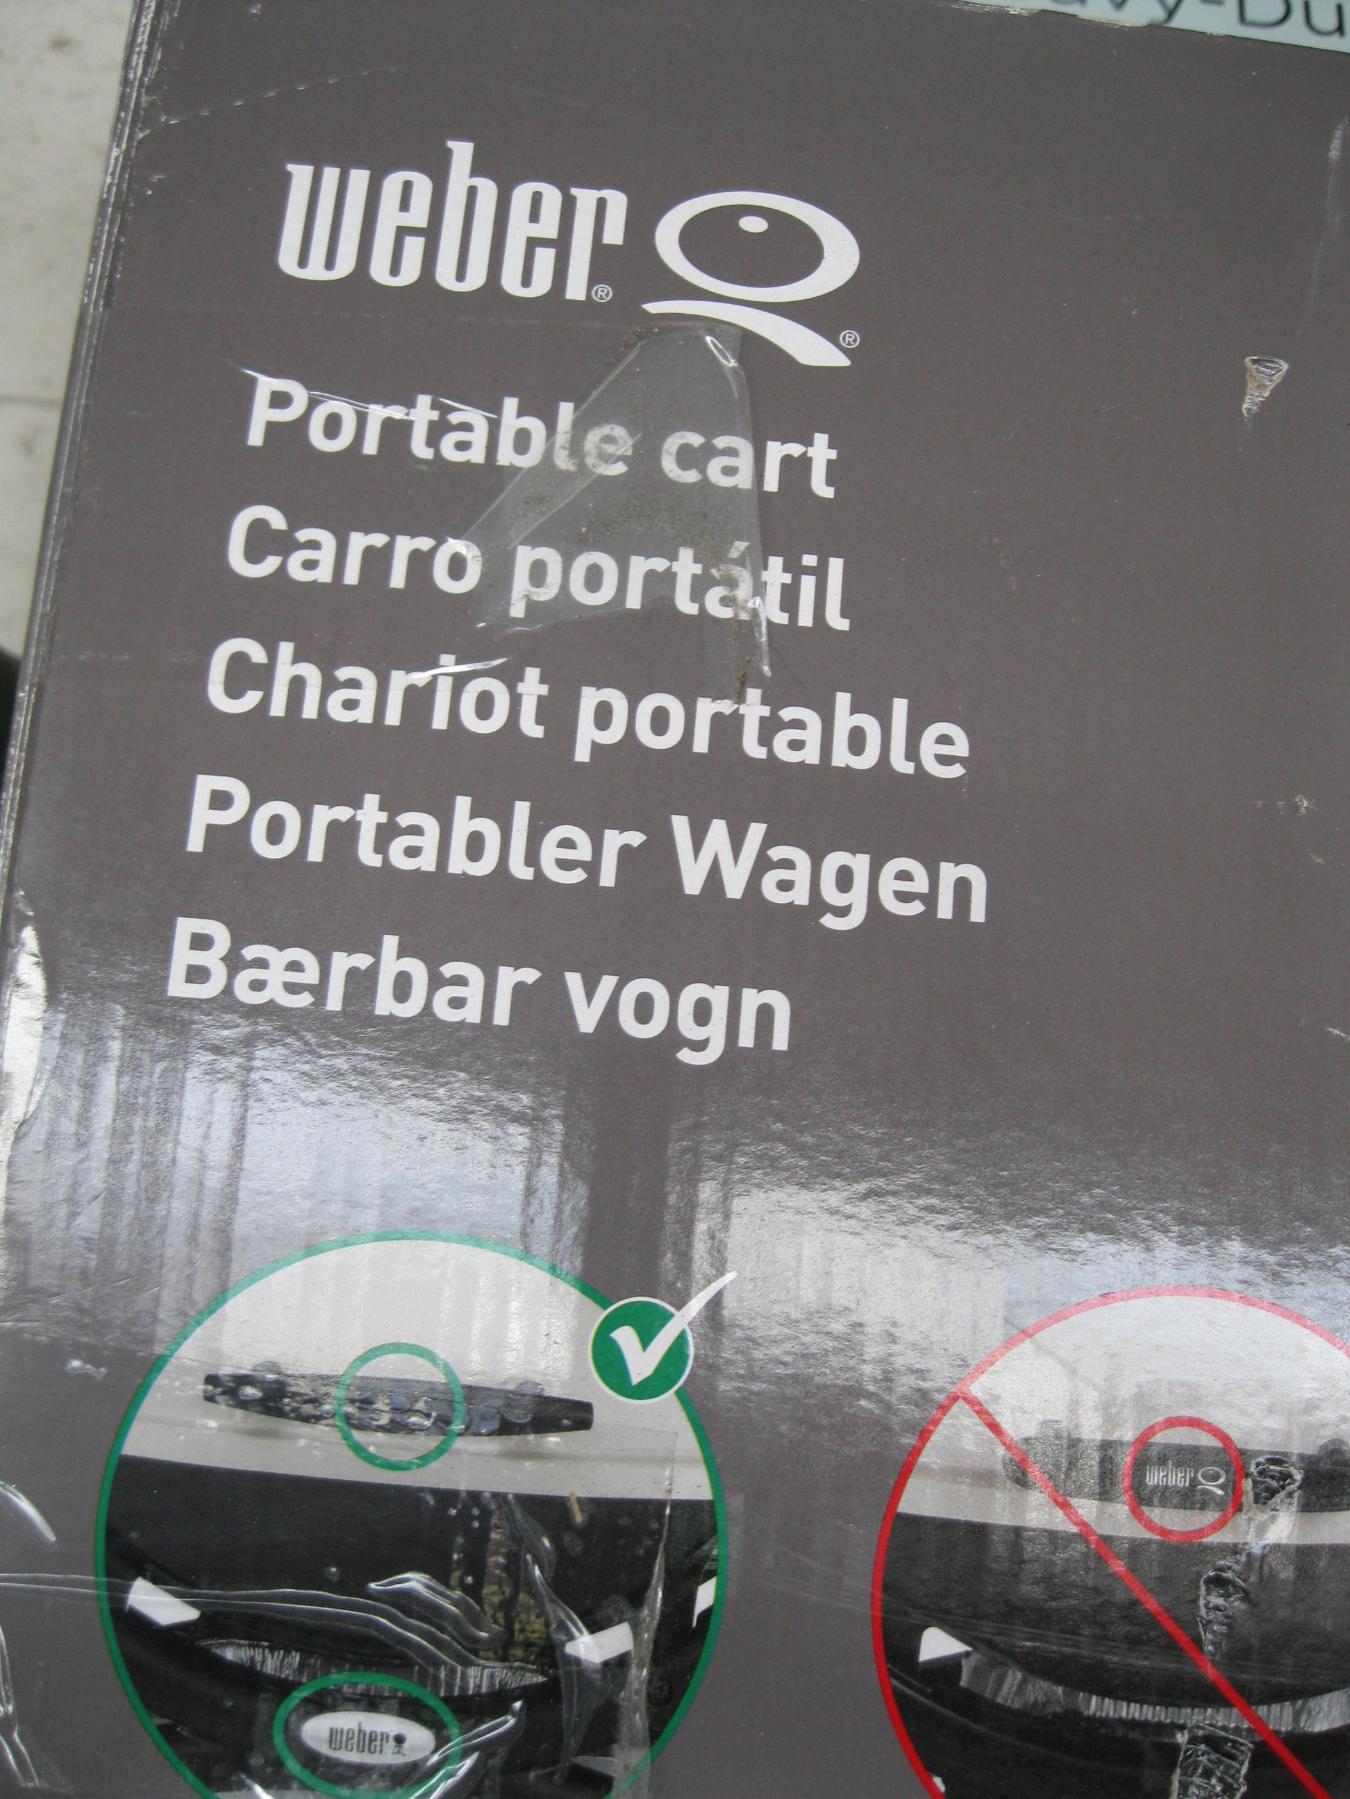 weber® Q®
Portable cart
Carro portátil
Chariot portable
Portabler Wagen
Bærbar vogn
weber Q
weber